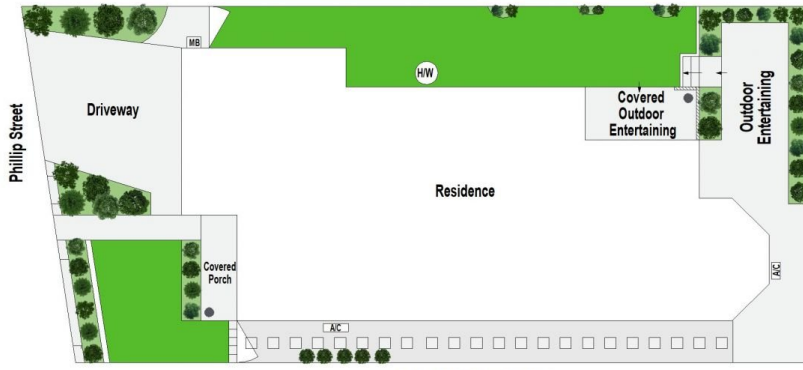 MB
H/W
Phillip Street
Driveway
Covered
Outdoor
Entertaining
Outdoor
Entertaining
Residence
Covered
Porch
A/C
A/C